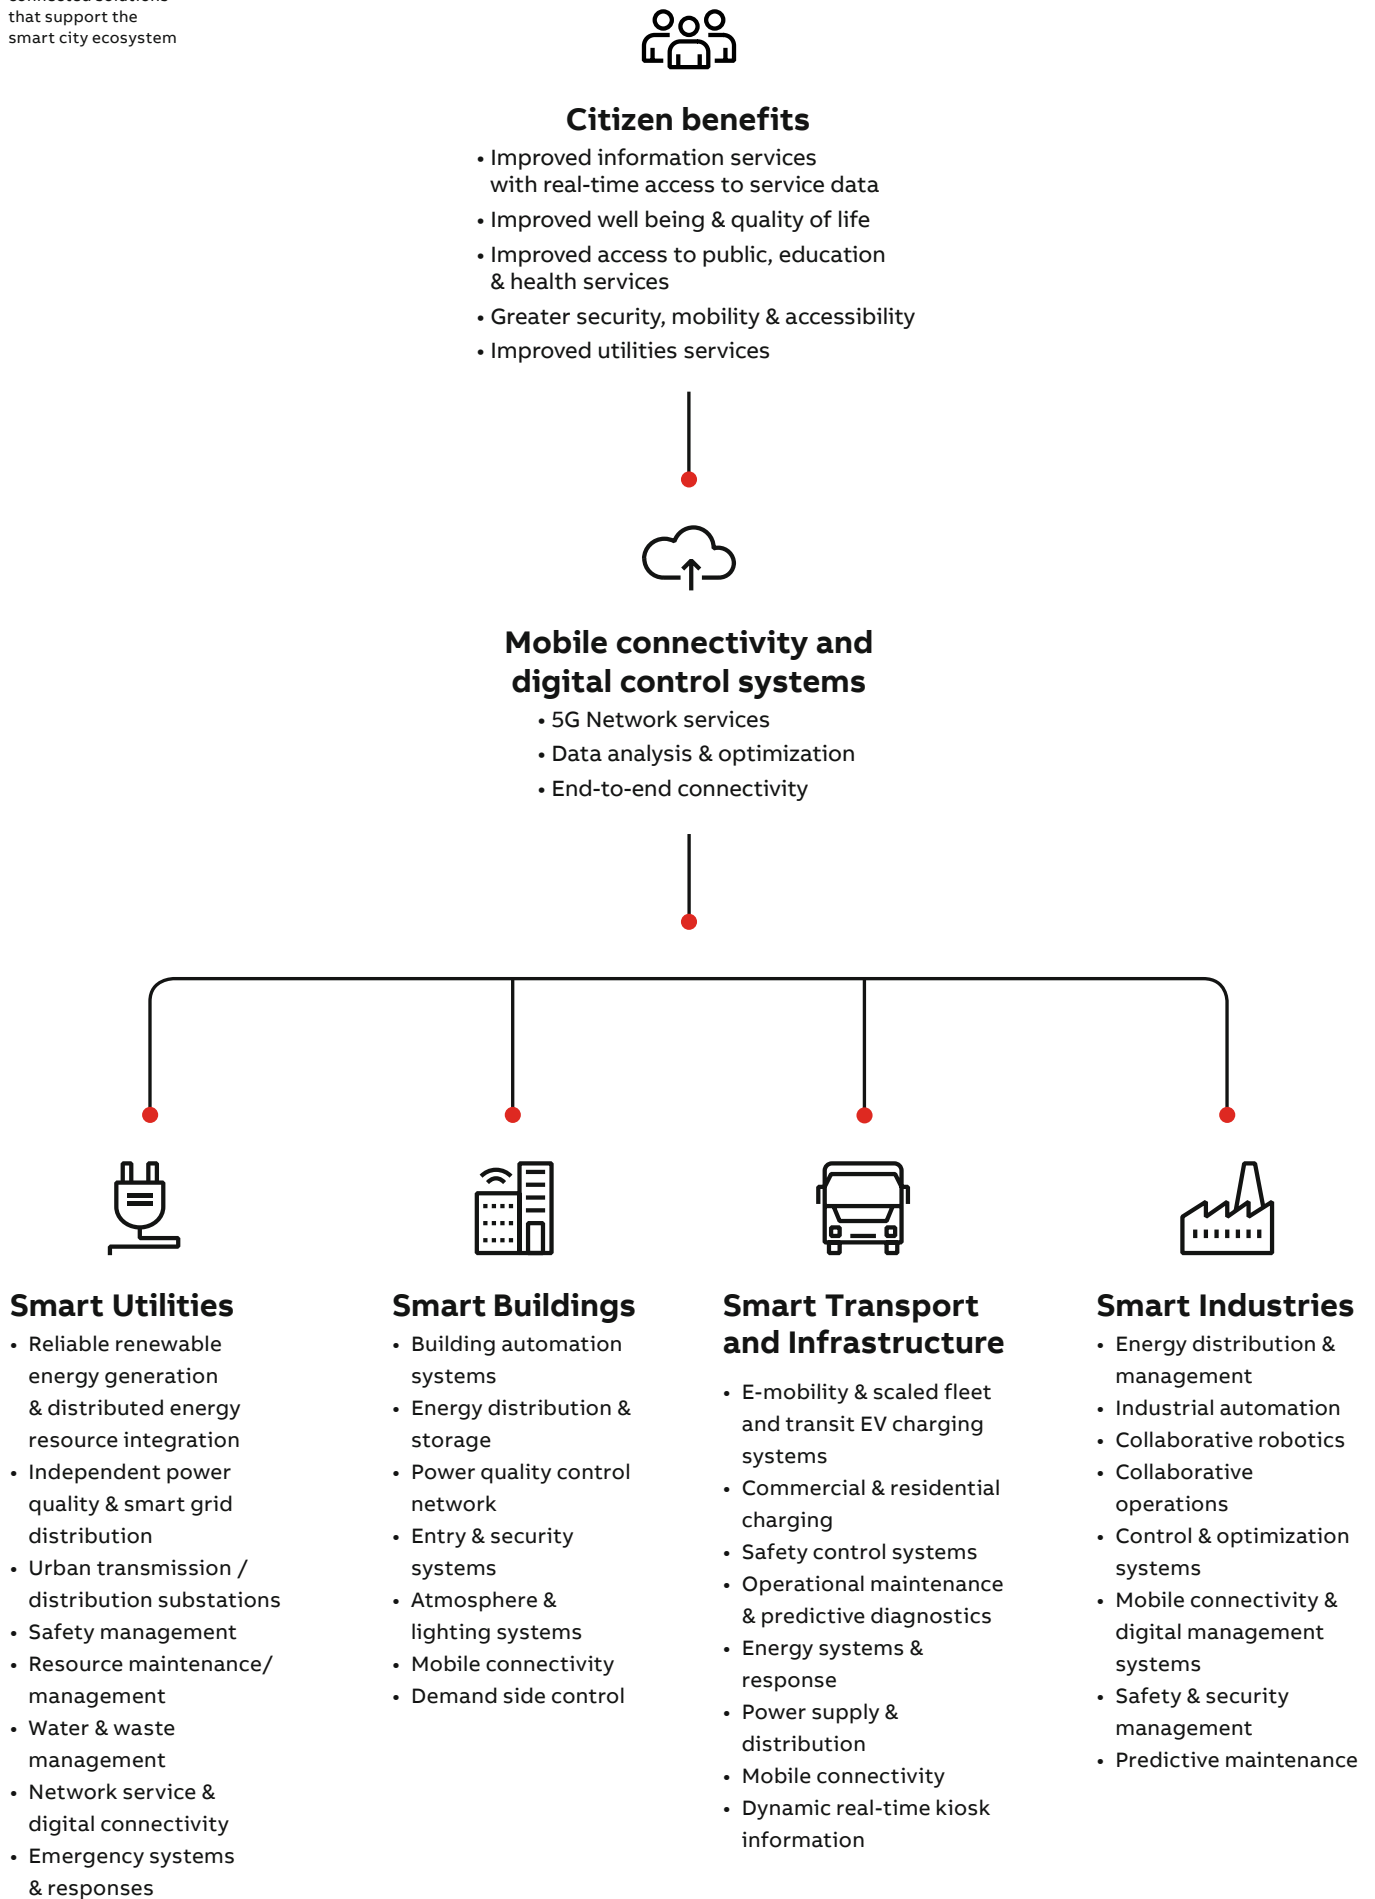 that support the
smart city ecosystem
Citizen benefits
• Improved information services
with real-time access to service data
• Improved well being & quality of life
• Improved access to public, education
& health services
• Greater security, mobility & accessibility
• Improved utilities services
Mobile connectivity and
digital control systems
• 5G Network services
• Data analysis & optimization
• End-to-end connectivity
Smart Utilities
• Reliable renewable
energy generation
& distributed energy
resource integration
• Independent power
quality & smart grid
distribution
• Urban transmission /
distribution substations
• Safety management
• Resource maintenance/
management
• Water & waste
management
• Network service &
digital connectivity
• Emergency systems
& responses
Smart Buildings
• Building automation
systems
• Energy distribution &
storage
• Power quality control
network
• Entry & security
systems
• Atmosphere &
lighting systems
• Mobile connectivity
• Demand side control
Smart Transport
and Infrastructure
• E-mobility & scaled fleet
and transit EV charging
systems
• Commercial & residential
charging
• Safety control systems
• Operational maintenance
& predictive diagnostics
• Energy systems &
response
• Power supply &
distribution
• Mobile connectivity
• Dynamic real-time kiosk
information
Smart Industries
• Energy distribution &
management
• Industrial automation
• Collaborative robotics
• Collaborative
operations
• Control & optimization
systems
• Mobile connectivity &
digital management
systems
• Safety & security
management
• Predictive maintenance